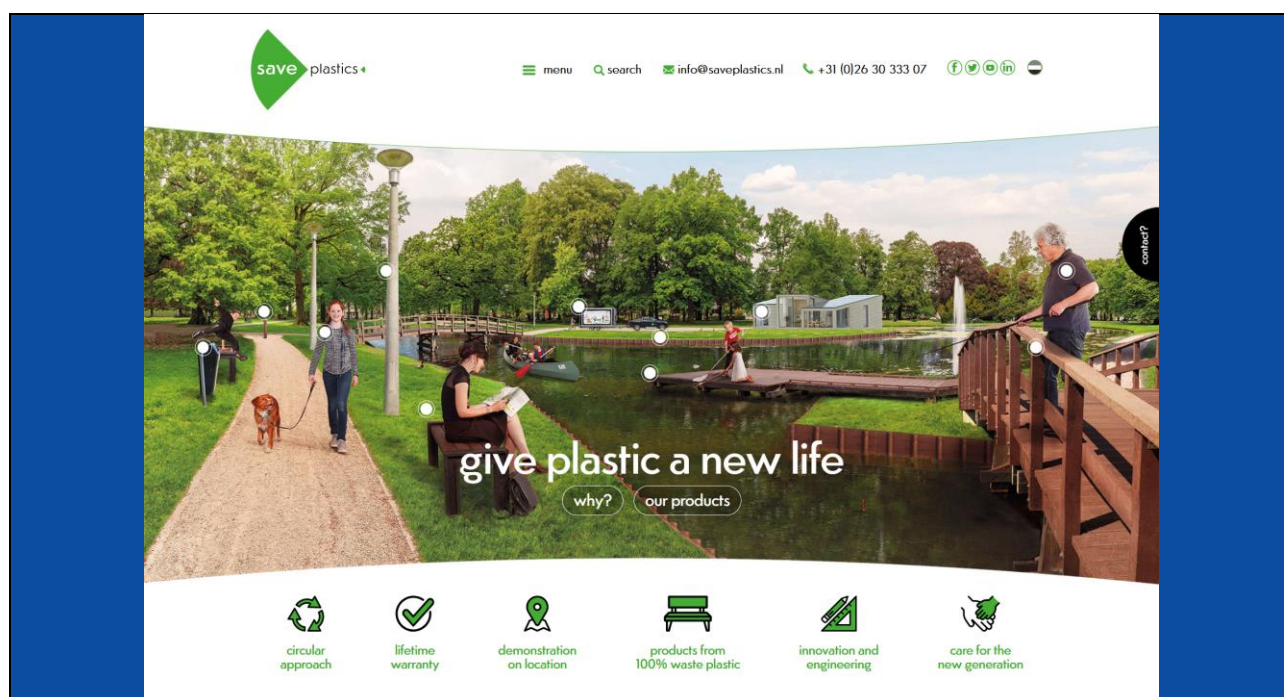 save plastics
menu search info@saveplastics.nl +31 (0)26 30 333 07
contact?
give plastic a new life
why? our products
circular approach
lifetime warranty
demonstration on location
products from 100% waste plastic
innovation and engineering
care for the new generation